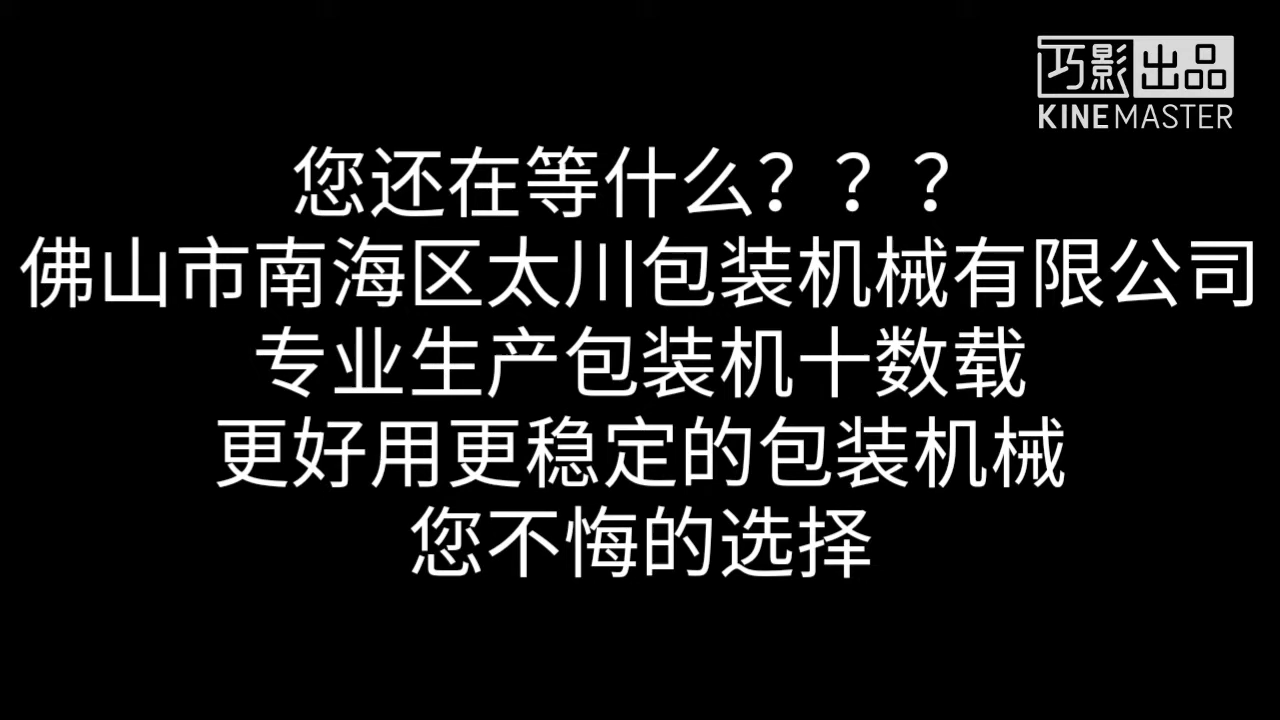 巧影出品
KINEMASTER
您还在等什么？？？
佛山市南海区太川包装机械有限公司
专业生产包装机十数载
更好用更稳定的包装机械
您不悔的选择